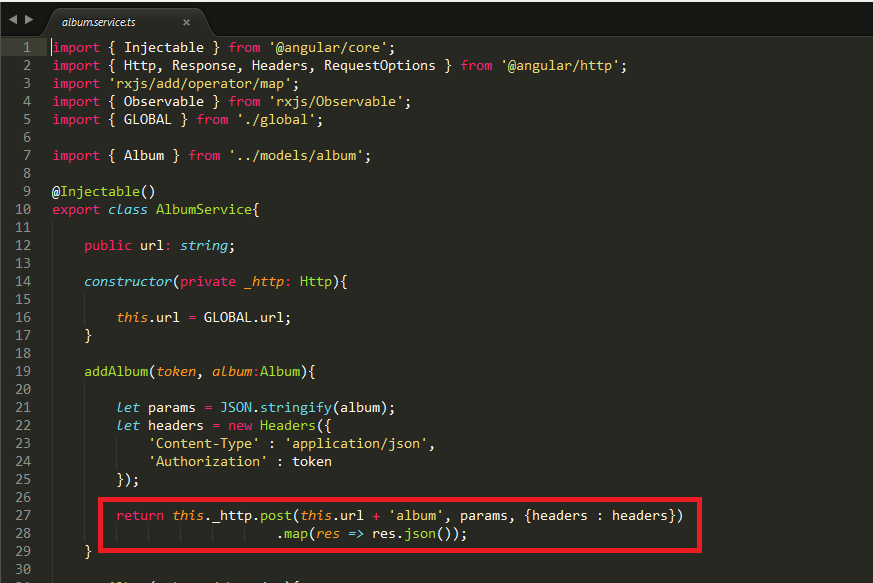 album.service.ts ×
1 import { Injectable } from '@angular/core';
2 import { Http, Response, Headers, RequestOptions } from '@angular/http';
3 import 'rxjs/add/operator/map';
4 import { Observable } from 'rxjs/Observable';
5 import { GLOBAL } from './global';
6
7 import { Album } from '../models/album';
8
9 @Injectable()
10 export class AlbumService{
11
12 public url: string;
13
14 constructor(private _http: Http){
15
16 this.url = GLOBAL.url;
17 }
18
19 addAlbum(token, album:Album){
20
21 let params = JSON.stringify(album);
22 let headers = new Headers({
23 'Content-Type' : 'application/json',
24 'Authorization' : token
25 });
26
27 return this._http.post(this.url + 'album', params, {headers : headers})
28 .map(res => res.json());
29 }
30